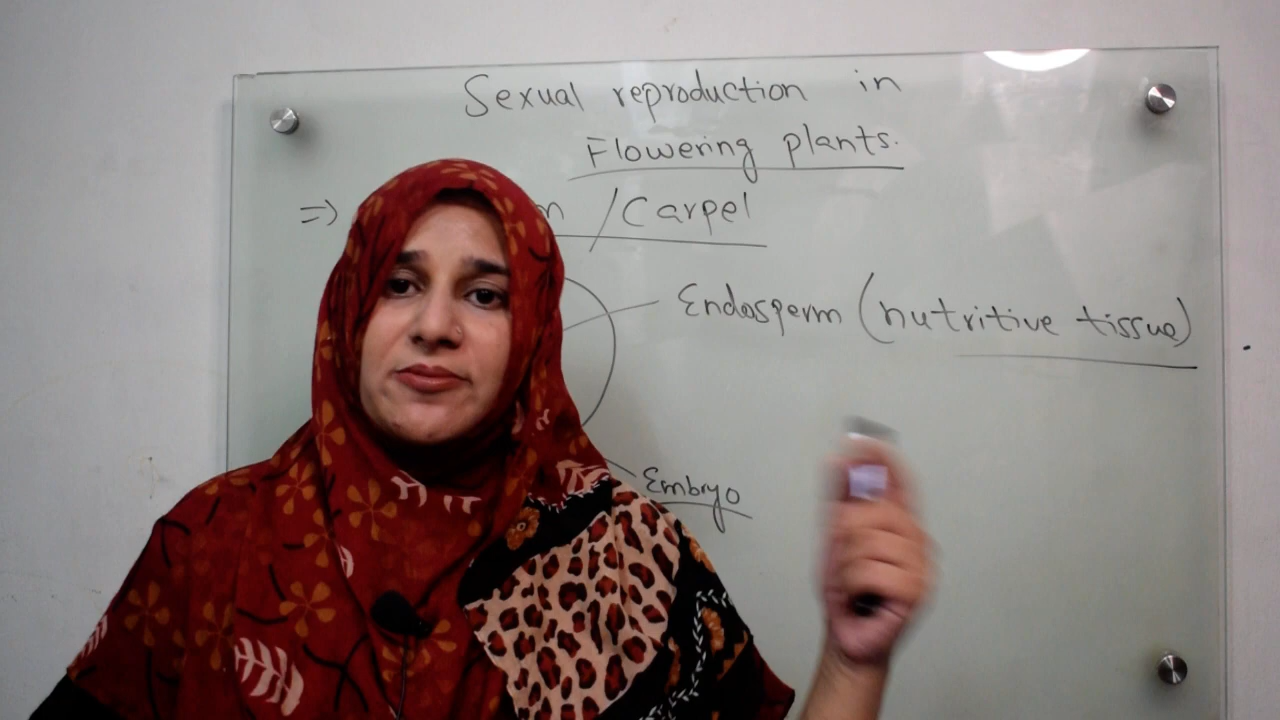 Sexual reproduction in
Flowering plants.
=> /Carpel
Endosperm (nutritive tissue)
Embryo